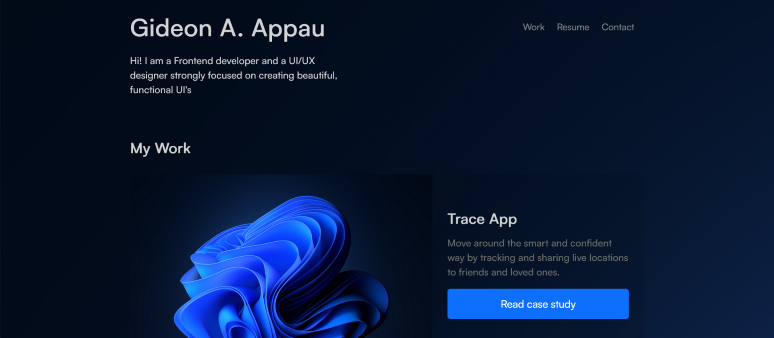 Gideon A. Appau
Work Resume Contact
Hi! I am a Frontend developer and a UI/UX
designer strongly focused on creating beautiful,
functional UI's
My Work
Trace App
Move around the smart and confident
way by tracking and sharing live locations
to friends and loved ones.
Read case study